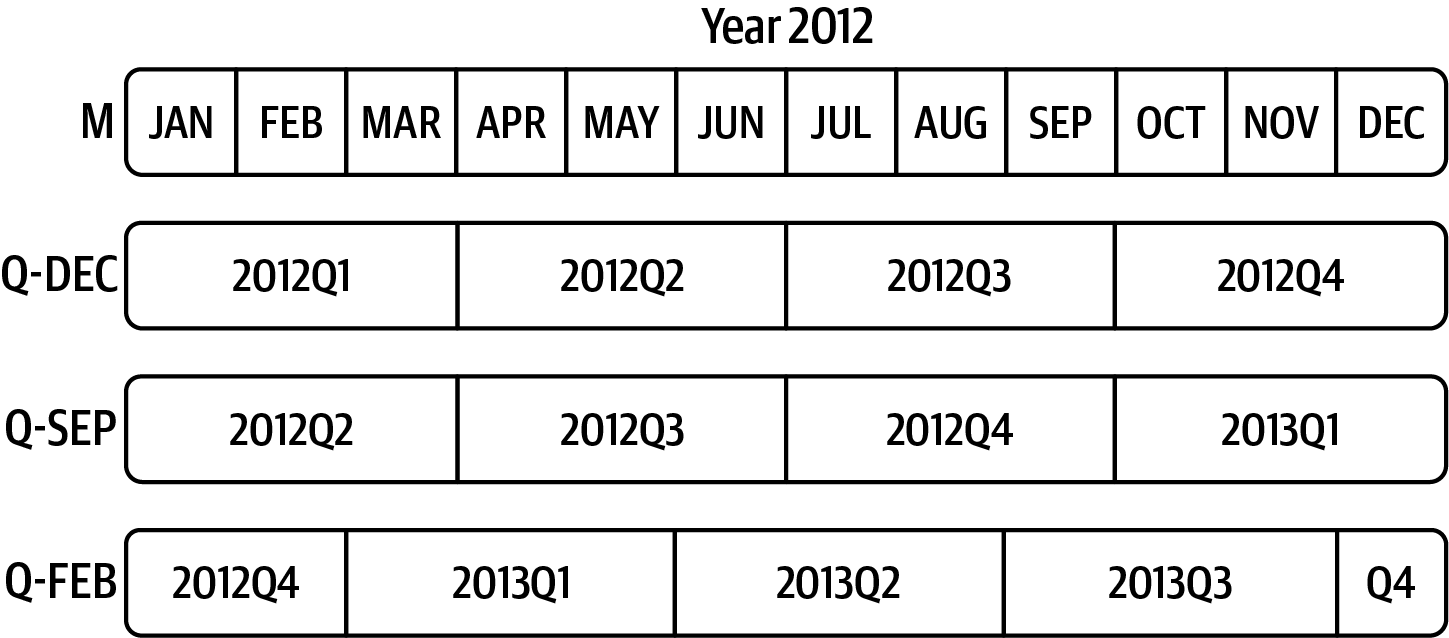 Year 2012
M JAN FEB MAR APR MAY JUN JUL AUG SEP OCT NOV DEC
Q-DEC 2012Q1 2012Q2 2012Q3 2012Q4
Q-SEP 2012Q2 2012Q3 2012Q4 2013Q1
Q-FEB 2012Q4 2013Q1 2013Q2 2013Q3 Q4